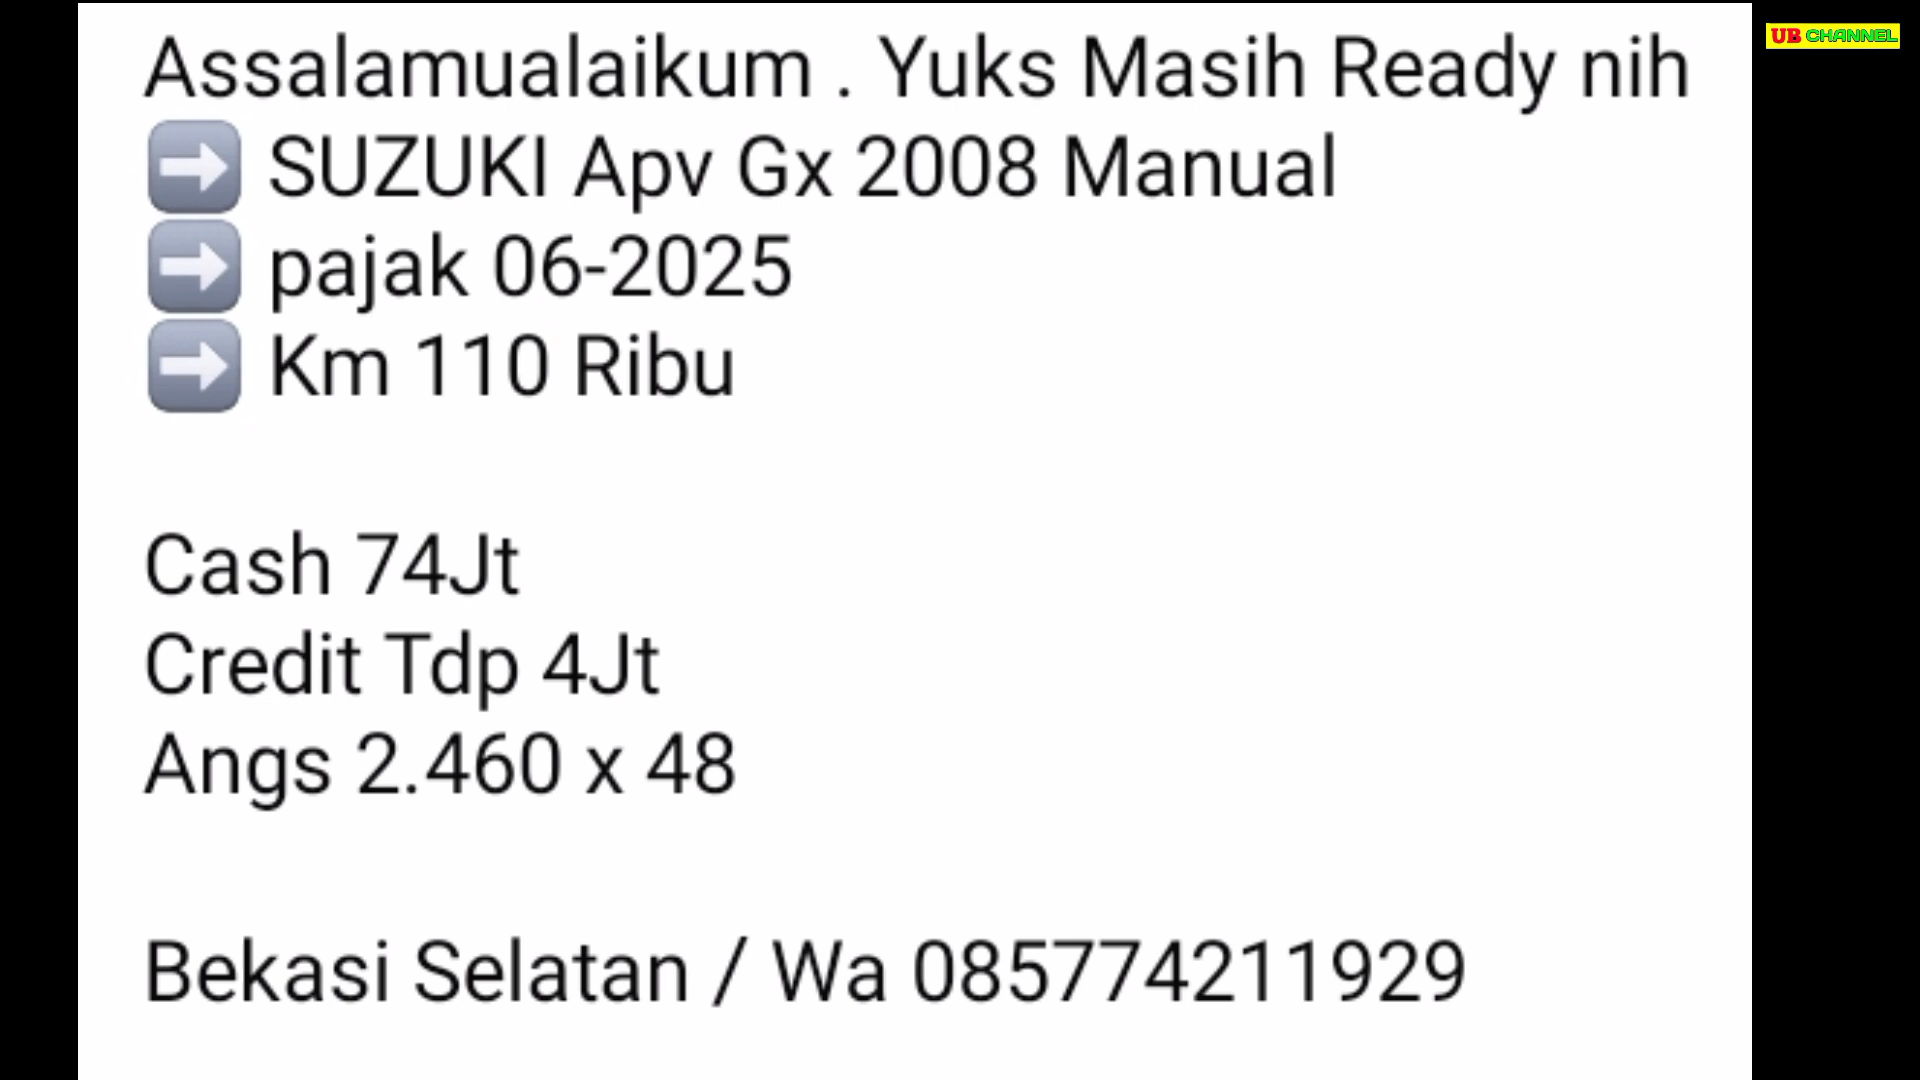 Assalamualaikum . Yuks Masih Ready nih
➡ SUZUKI Apv Gx 2008 Manual
➡ pajak 06-2025
➡ Km 110 Ribu
Cash 74Jt
Credit Tdp 4Jt
Angs 2.460 x 48
Bekasi Selatan / Wa 085774211929
UB CHANNEL